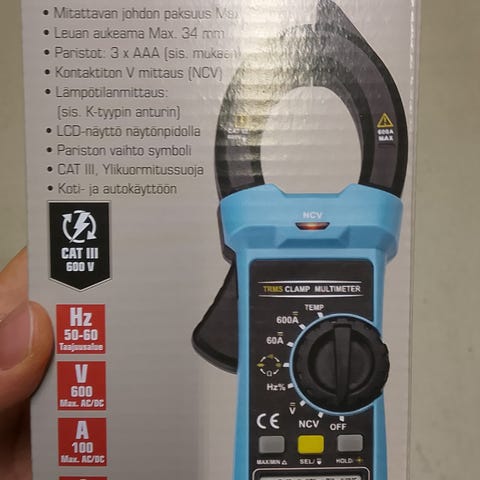 • Mitattavan johdon paksuus Max
• Leuan aukeama Max. 34 mm
• Paristot: 3 x AAA (sis. mukaan
• Kontaktiton V mittaus (NCV)
• Lämpötilanmittaus:
(sis. K-tyypin anturin)
• LCD-näyttö näytönpidolla
• Pariston vaihto symboli
• CAT III, Ylikuormitussuoja
• Koti- ja autokäyttöön
CAT III
600 V
Hz
50-60
Taajuusalue
V
600
Max. AC/DC
A
100
Max. AC/DC
600A
MAX
NCV
TRMS CLAMP MULTIMETER
TEMP
600A
60A
Ω
Hz%
V
NCV
OFF
CE
MAX/MIN △
SEL/
HOLD/